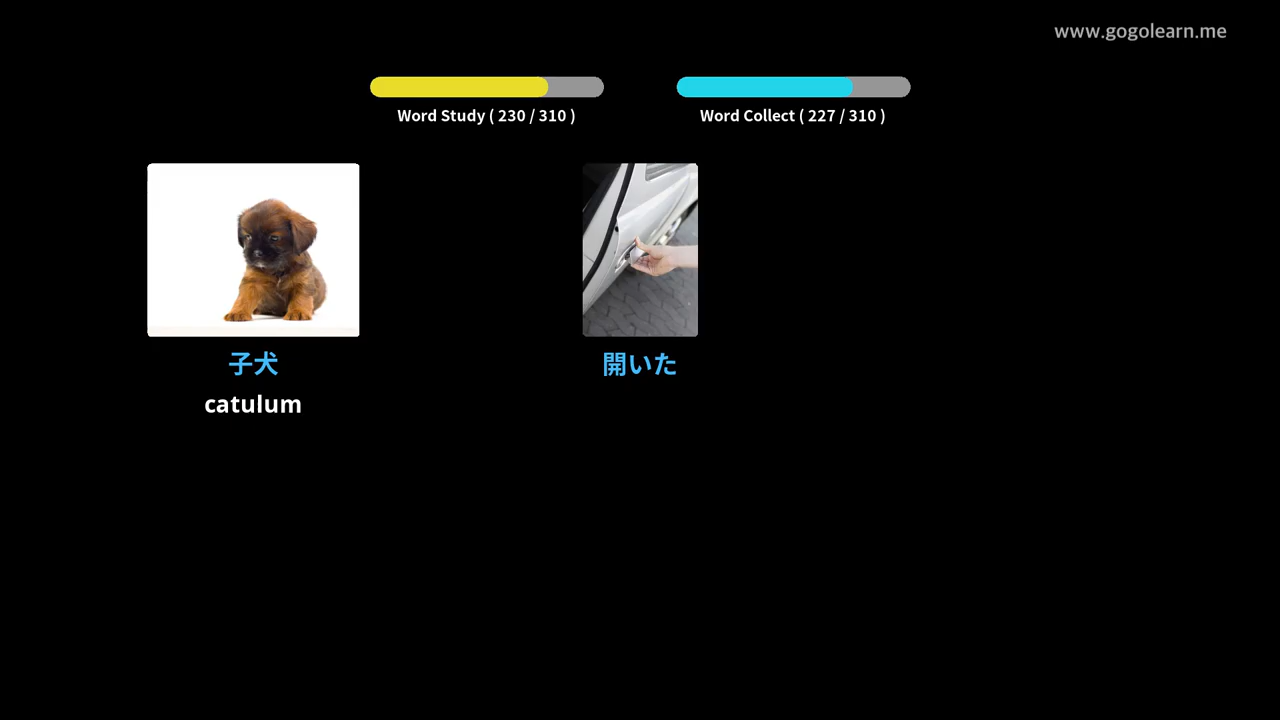 www.gogolearn.me
Word Study ( 230 / 310 )
Word Collect ( 227 / 310 )
子犬
開いた
catulum